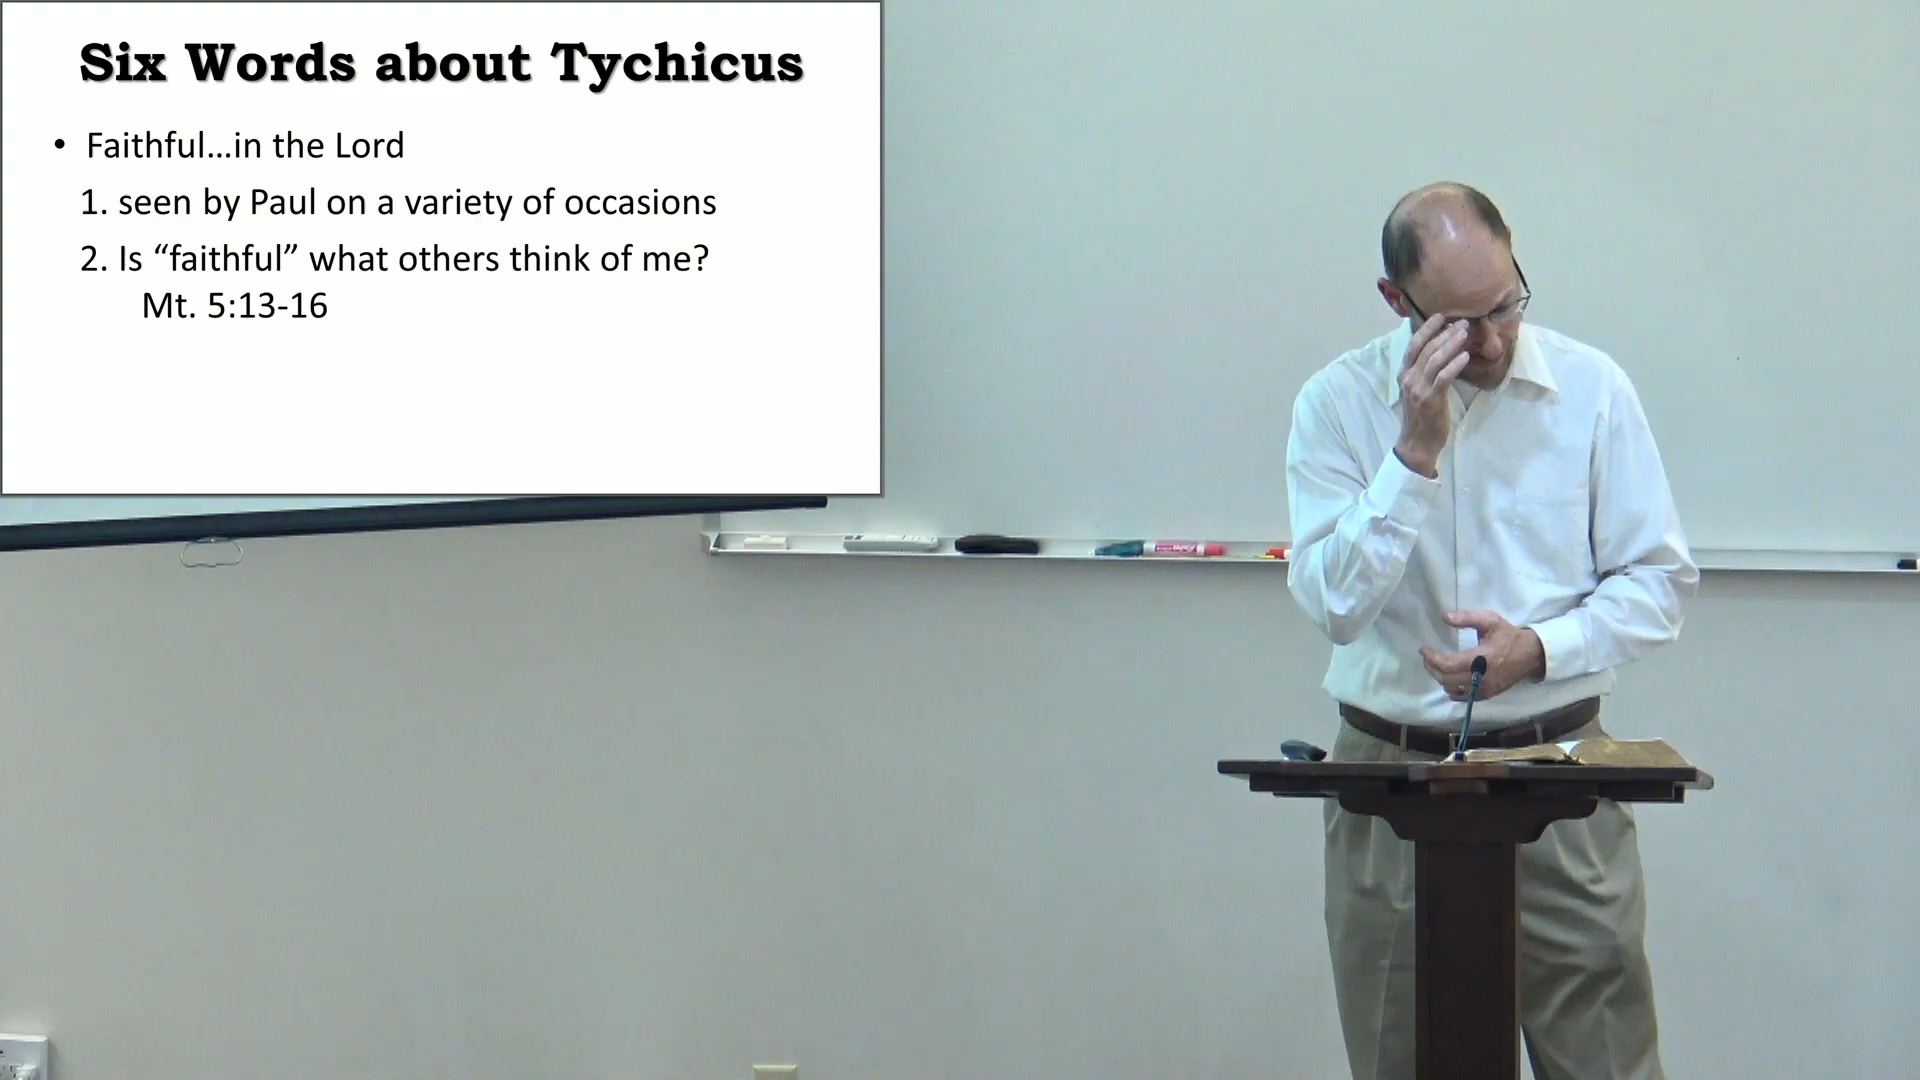 Six Words about Tychicus
• Faithful...in the Lord
1. seen by Paul on a variety of occasions
2. Is “faithful” what others think of me?
Mt. 5:13-16